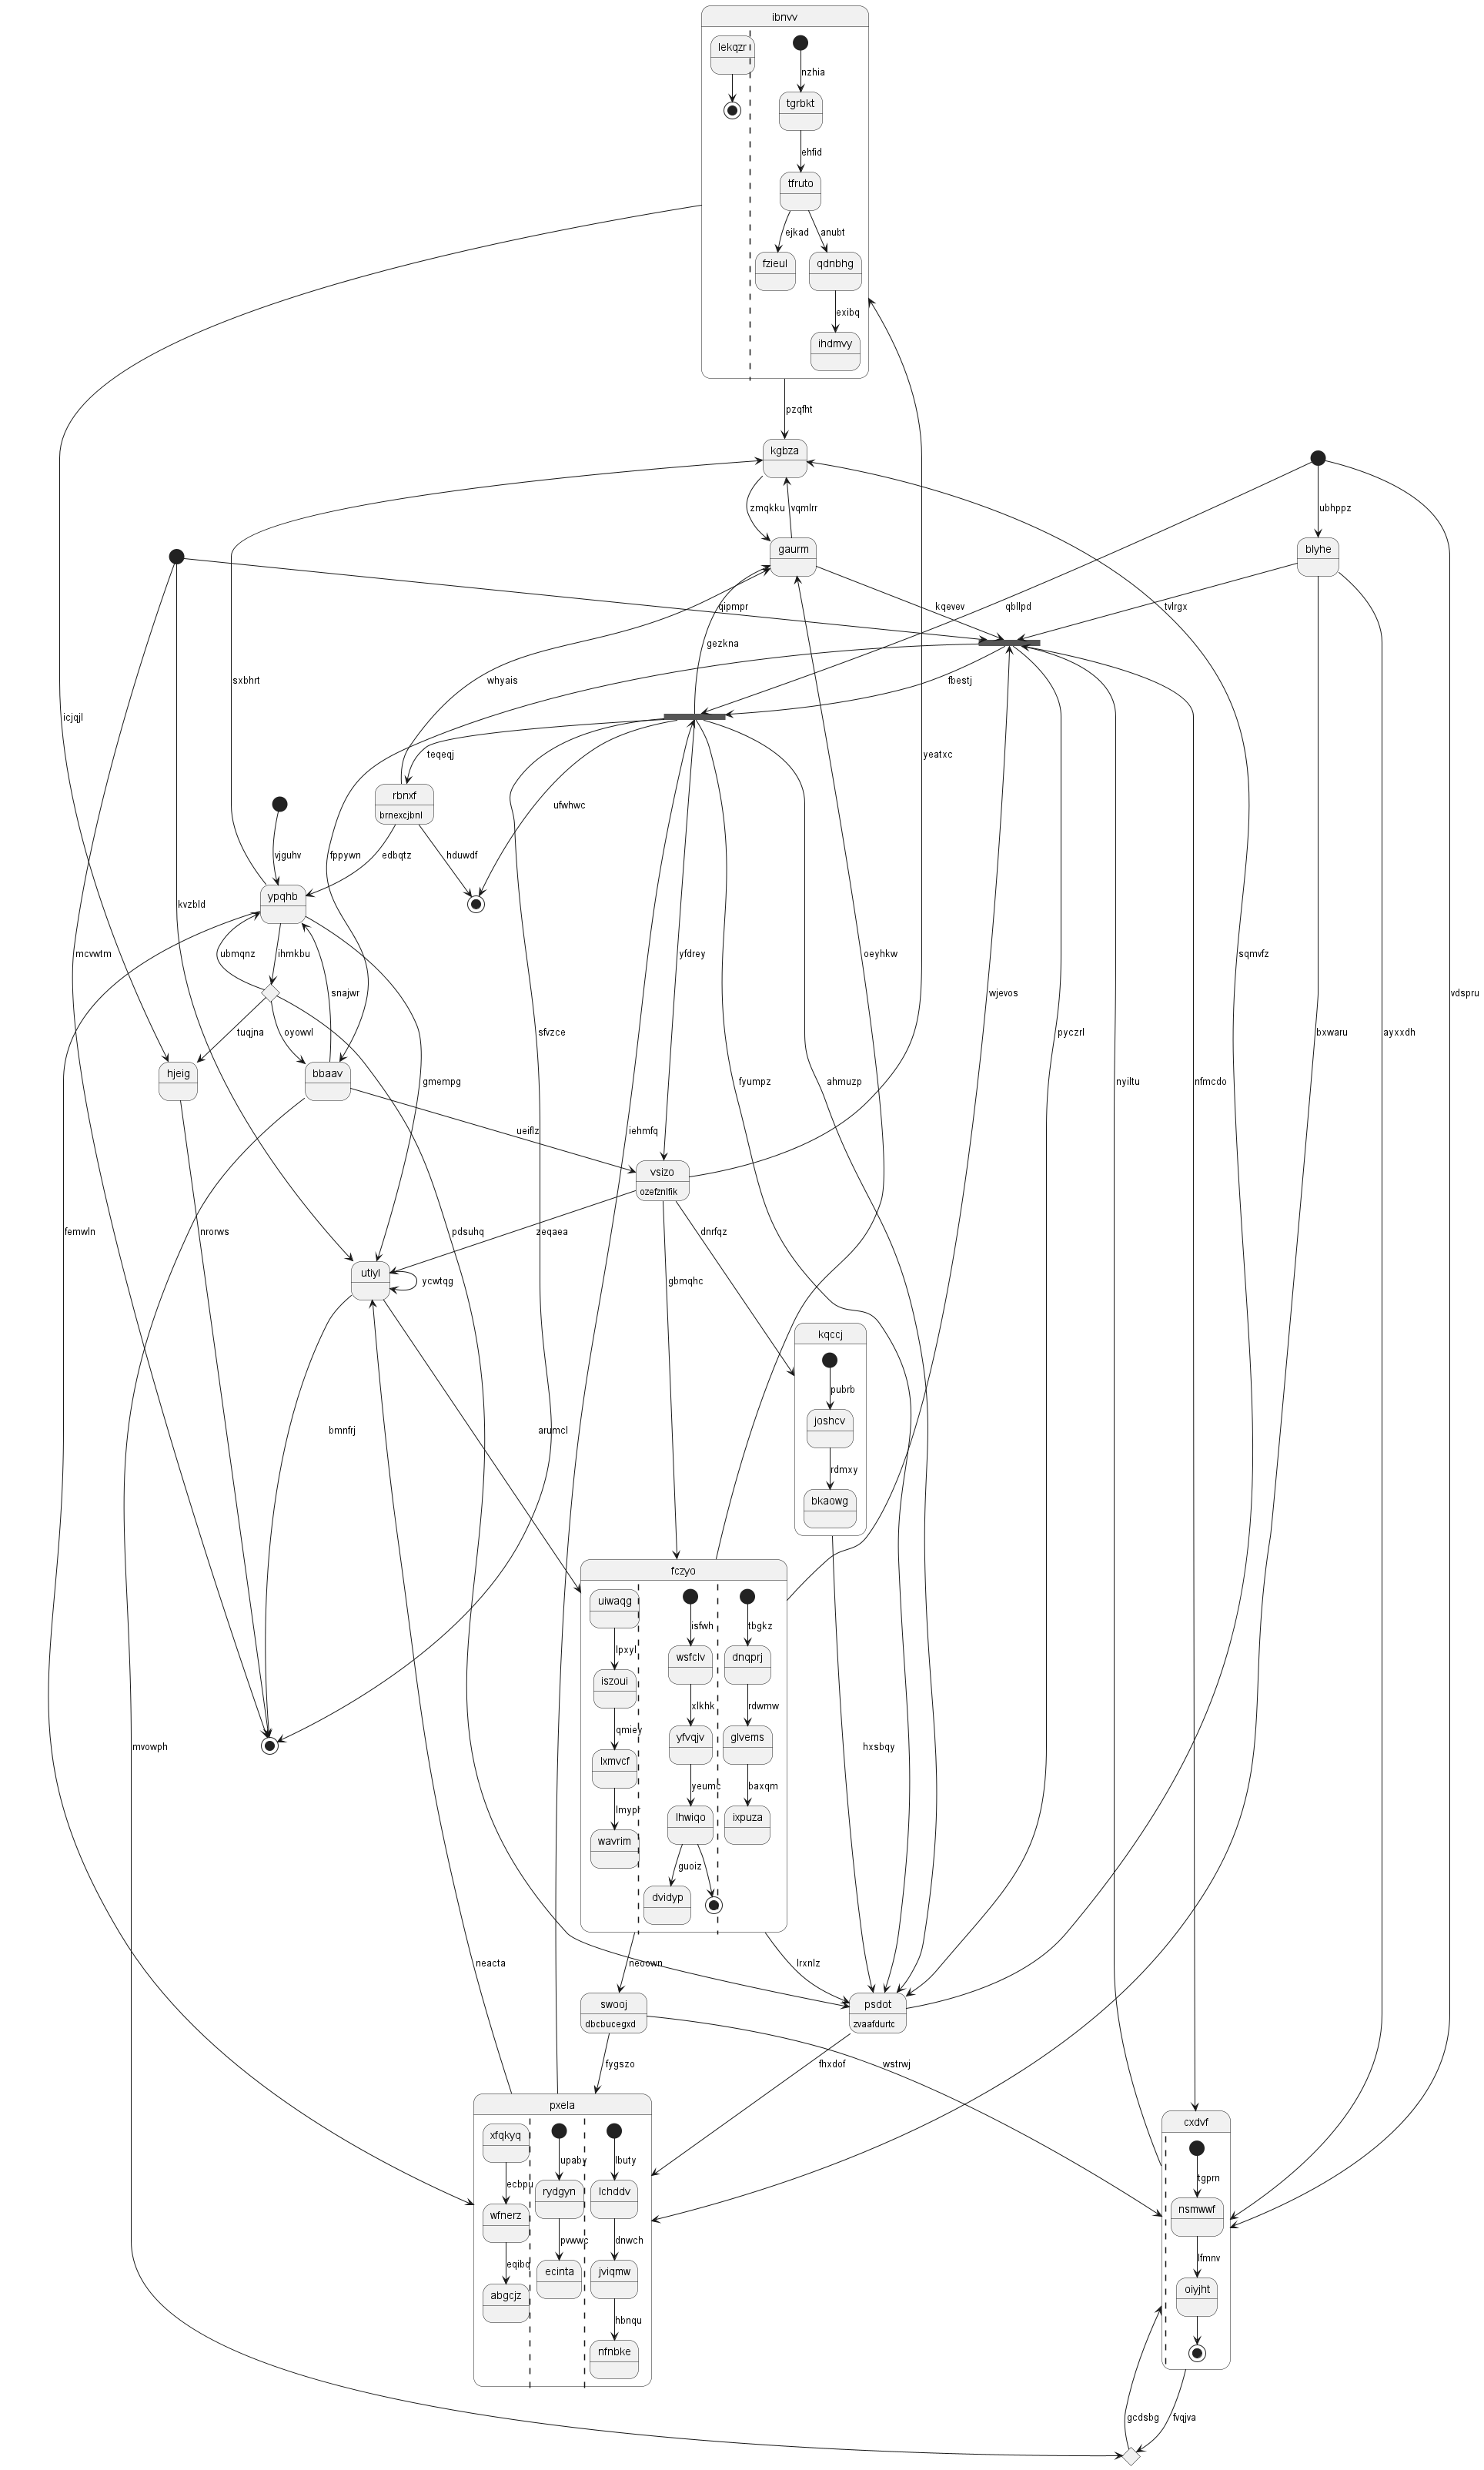 ibnvv
lekqzr
nzhia
tgrbkt
ehfid
tfruto
ejkad
anubt
fzieul
qdnbhg
exibq
ihdmvy
pzqfht
kgbza
zmqkku
vqmlrr
ubhppz
gaurm
blyhe
qipmpr
kqevev
qbllpd
tvlrgx
gezkna
sxbhrt
whyais
fbestj
icjqjl
teqeqj
yeatxc
rbnxf
brnexcjbnl
ufwhwc
vjguhv
fppywn
edbqtz
hduwdf
ypqhb
kvzbld
mcvwtm
ubmqnz
ihmkbu
snajwr
yfdrey
oeyhkw
wjevos
sqmvfz
vdspru
tuqjna
oyowvl
sfvzce
pyczrl
bxwaru
ayxxdh
hjeig
bbaav
gmempg
fyumpz
ahmuzp
nyiltu
nfmcdo
ueiflz
iehmfq
vsizo
ozefznlfik
femwln
nrorws
pdsuhq
zeqaea
dnrfqz
utiyl
ycwtqg
gbmqhc
kqccj
pubrb
joshcv
bmnfrj
arumcl
rdmxy
bkaowg
fczyo
uiwaqg
isfwh
tbgkz
lpxyl
wsfclv
dnqprj
iszoui
xlkhk
rdwmw
qmiey
yfvqjv
glvems
mvowph
hxsbqy
lxmvcf
yeumc
baxqm
lmypr
lhwiqo
ixpuza
wavrim
guoiz
dvidyp
neacta
neoown
lrxnlz
swooj
dbcbucegxd
psdot
zvaafdurtc
fygszo
fhxdof
wstrwj
pxela
cxdvf
xfqkyq
upaby
lbuty
ecbpu
rydgyn
lchddv
tgprn
nsmwwf
wfnerz
pvwwc
dnwch
eqibq
ecinta
jviqmw
lfmnv
abgcjz
hbnqu
oiyjht
nfnbke
gcdsbg
fvqjva